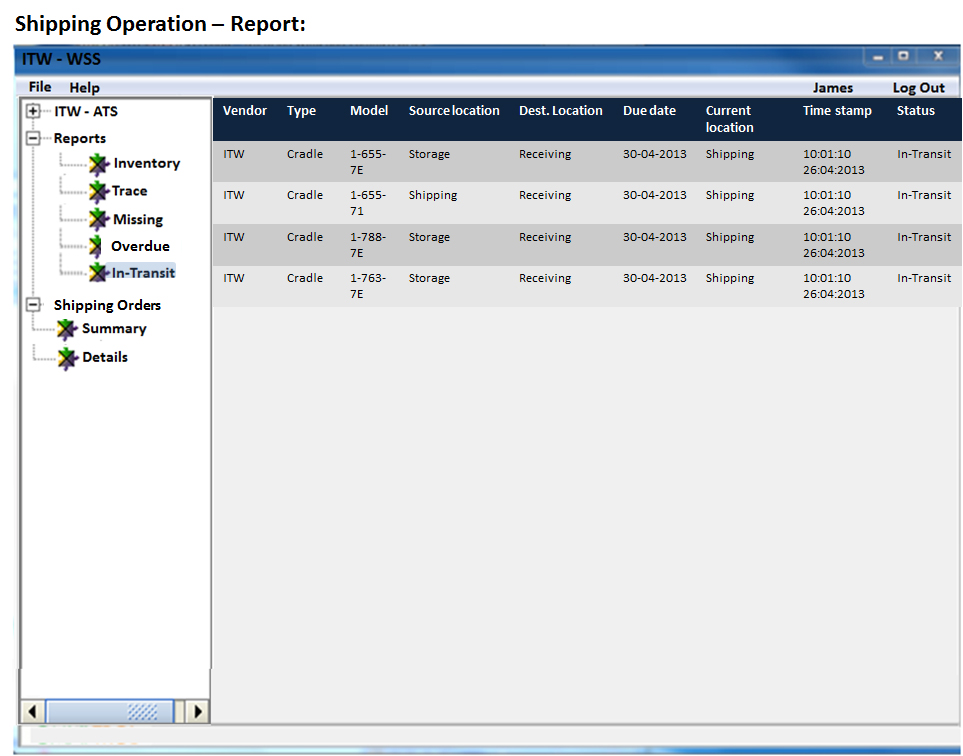 Shipping Operation – Report:
ITW - WSS
File Help James Log Out
ITW - ATS
Reports
Inventory
Trace
Missing
Overdue
In-Transit
Shipping Orders
Summary
Details
Vendor Type Model Source location Dest. Location Due date Current location Time stamp Status
ITW Cradle 1-655-7E Storage Receiving 30-04-2013 Shipping 10:01:10 26:04:2013 In-Transit
ITW Cradle 1-655-71 Shipping Receiving 30-04-2013 Shipping 10:01:10 26:04:2013 In-Transit
ITW Cradle 1-788-7E Storage Receiving 30-04-2013 Shipping 10:01:10 26:04:2013 In-Transit
ITW Cradle 1-763-7E Storage Receiving 30-04-2013 Shipping 10:01:10 26:04:2013 In-Transit